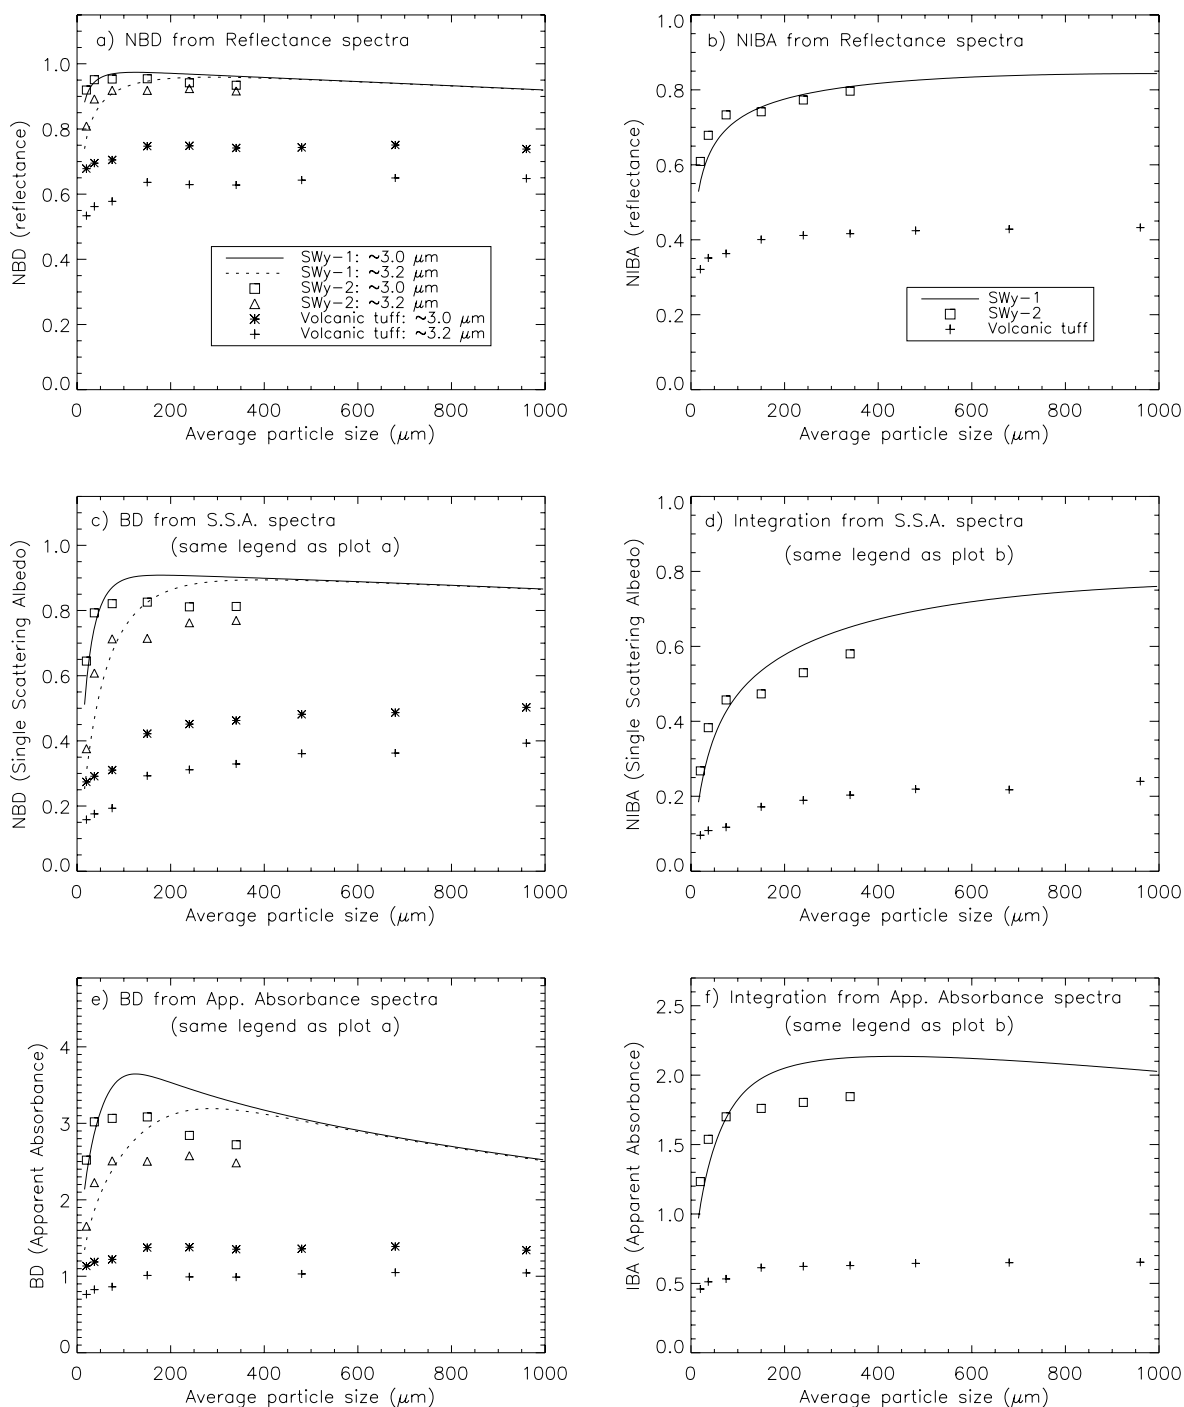 a) NBD from Reflectance spectra
NBD (reflectance)
1.0
0.8
0.6
0.4
0.2
0.0
SWy-1: ~3.0 μm
SWy-1: ~3.2 μm
SWy-2: ~3.0 μm
SWy-2: ~3.2 μm
Volcanic tuff: ~3.0 μm
Volcanic tuff: ~3.2 μm
0 200 400 600 800 1000
Average particle size (μm)
b) NIBA from Reflectance spectra
NIBA (reflectance)
1.0
0.8
0.6
0.4
0.2
0.0
SWy-1
SWy-2
Volcanic tuff
0 200 400 600 800 1000
Average particle size (μm)
c) BD from S.S.A. spectra
(same legend as plot a)
NBD (Single Scattering Albedo)
1.0
0.8
0.6
0.4
0.2
0.0
0 200 400 600 800 1000
Average particle size (μm)
d) Integration from S.S.A. spectra
(same legend as plot b)
NIBA (Single Scattering Albedo)
1.0
0.8
0.6
0.4
0.2
0.0
0 200 400 600 800 1000
Average particle size (μm)
e) BD from App. Absorbance spectra
(same legend as plot a)
BD (Apparent Absorbance)
4
3
2
1
0
0 200 400 600 800 1000
Average particle size (μm)
f) Integration from App. Absorbance spectra
(same legend as plot b)
IBA (Apparent Absorbance)
2.5
2.0
1.5
1.0
0.5
0.0
0 200 400 600 800 1000
Average particle size (μm)